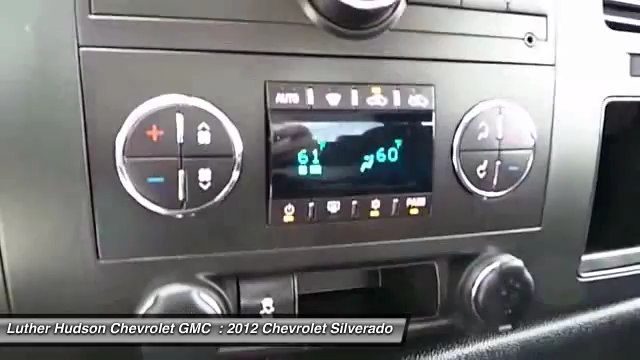 AUTO
61°F 60°F
PASS
Luther Hudson Chevrolet GMC : 2012 Chevrolet Silverado